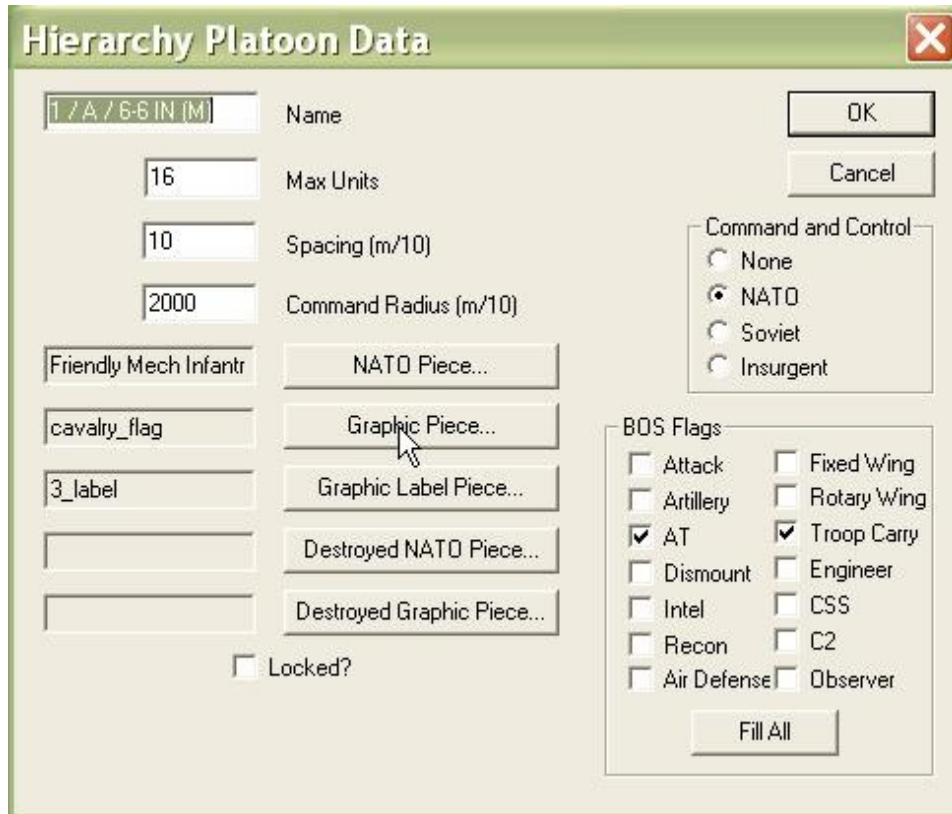 Hierarchy Platoon Data
1 / A / 6-6 IN (M)
Name
OK
16
Max Units
Cancel
10
Spacing (m/10)
2000
Command Radius (m/10)
Command and Control
None
NATO
Soviet
Insurgent
Friendly Mech Infantr
NATO Piece...
cavalry_flag
Graphic Piece...
3_label
Graphic Label Piece...
Destroyed NATO Piece...
Destroyed Graphic Piece...
Locked?
BOS Flags
Attack
Fixed Wing
Artillery
Rotary Wing
AT
Troop Carry
Dismount
Engineer
Intel
CSS
Recon
C2
Air Defense
Observer
Fill All